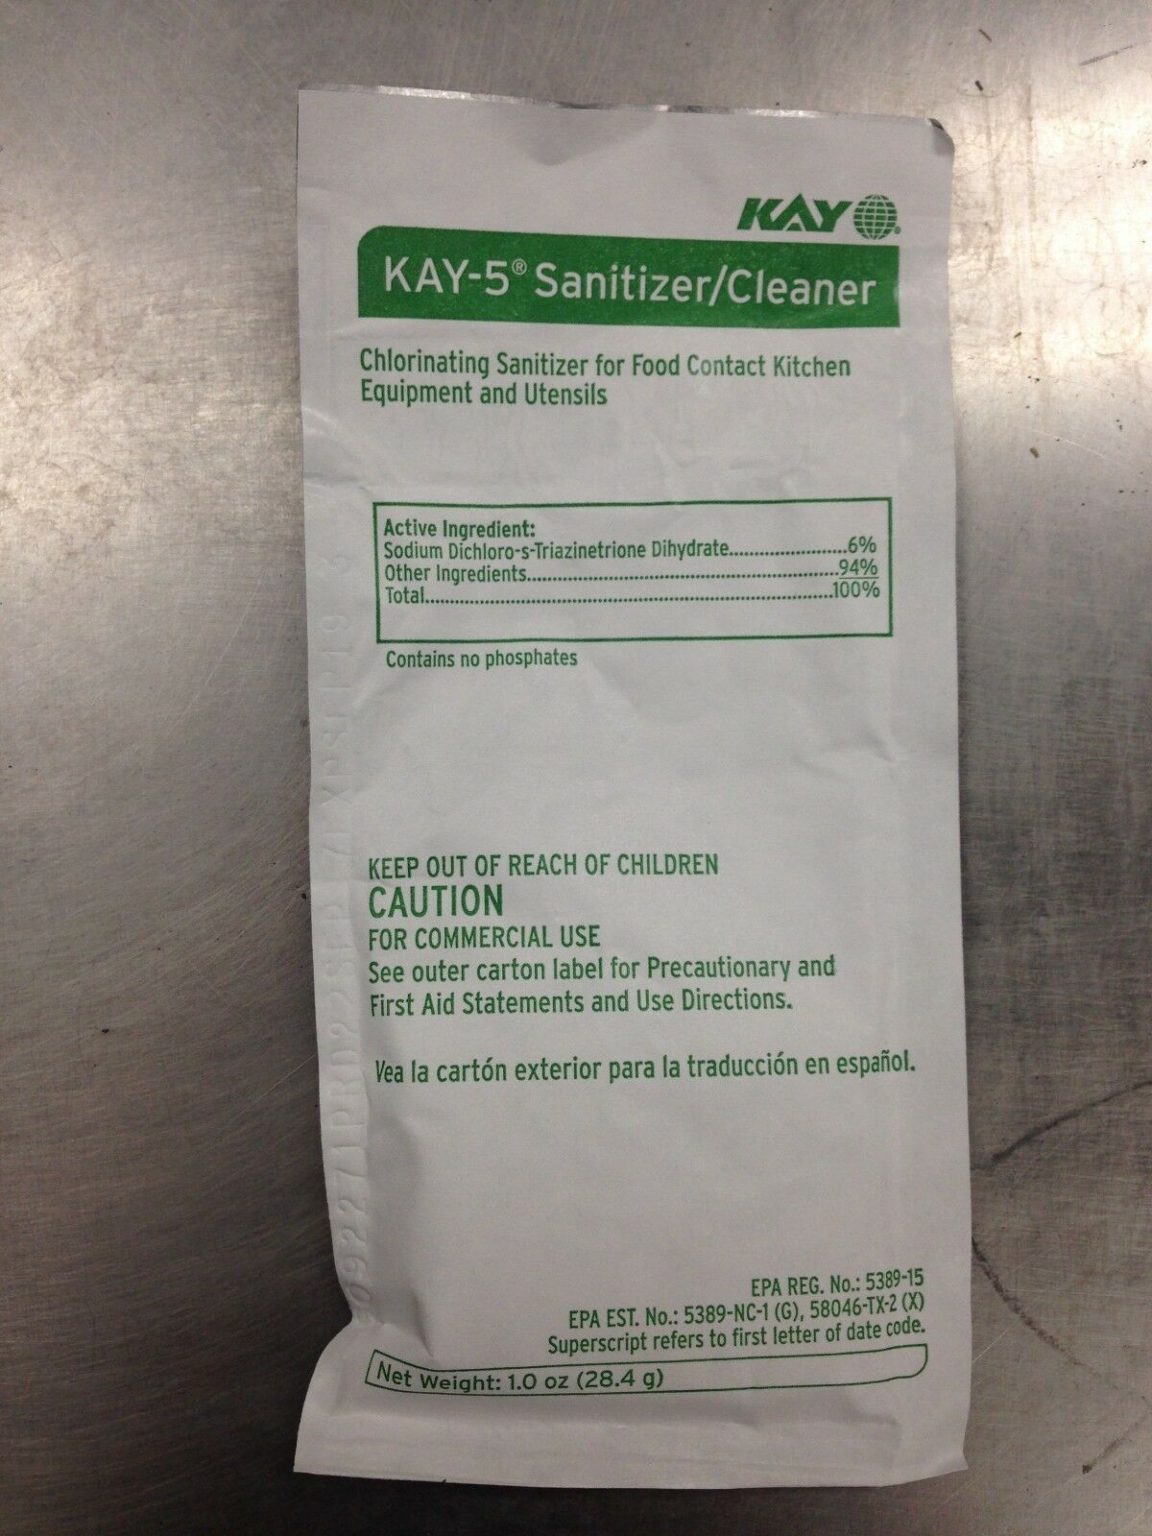 KAY
KAY-5® Sanitizer/Cleaner
Chlorinating Sanitizer for Food Contact Kitchen
Equipment and Utensils
Active Ingredient:
Sodium Dichloro-s-Triazinetrione Dihydrate......................6%
Other Ingredients......................................................94%
Total......................................................................100%
Contains no phosphates
KEEP OUT OF REACH OF CHILDREN
CAUTION
FOR COMMERCIAL USE
See outer carton label for Precautionary and
First Aid Statements and Use Directions.
Vea la cartón exterior para la traducción en español.
EPA REG. No.: 5389-15
EPA EST. No.: 5389-NC-1 (G), 58046-TX-2 (X)
Superscript refers to first letter of date code.
Net Weight: 1.0 oz (28.4 g)